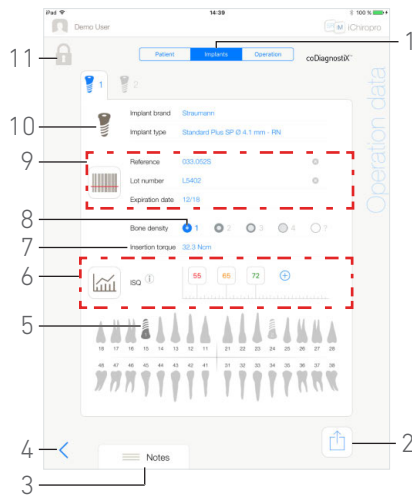 iPad 14:39 100 %
Demo User iChiropro
Patient Implants Operation coDiagnostiX
1 2
Operation data
Implant brand Straumann
Implant type Standard Plus SP Ø 4.1 mm - RN
Reference 033.052S
Lot number L5402
Expiration date 12/18
Bone density 1 2 3 4 ?
Insertion torque 32.3 Ncm
ISQ i 55 65 72
18 17 16 15 14 13 12 11 21 22 23 24 25 26 27 28
48 47 46 45 44 43 42 41 31 32 33 34 35 36 37 38
Notes
1
2
3
4
5
6
7
8
9
10
11